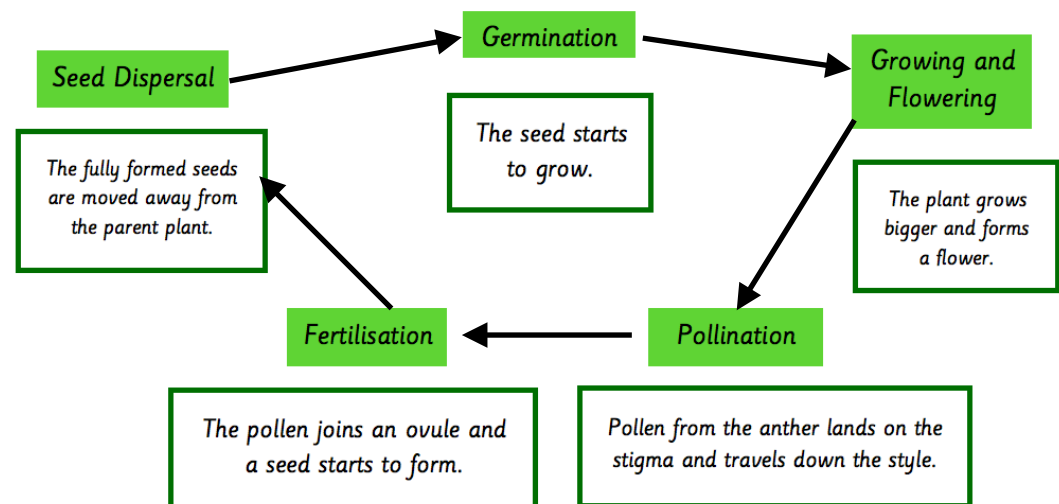 Germination
Seed Dispersal
Growing and
Flowering
The seed starts
to grow.
The fully formed seeds
are moved away from
the parent plant.
The plant grows
bigger and forms
a flower.
Fertilisation
Pollination
The pollen joins an ovule and
a seed starts to form.
Pollen from the anther lands on the
stigma and travels down the style.